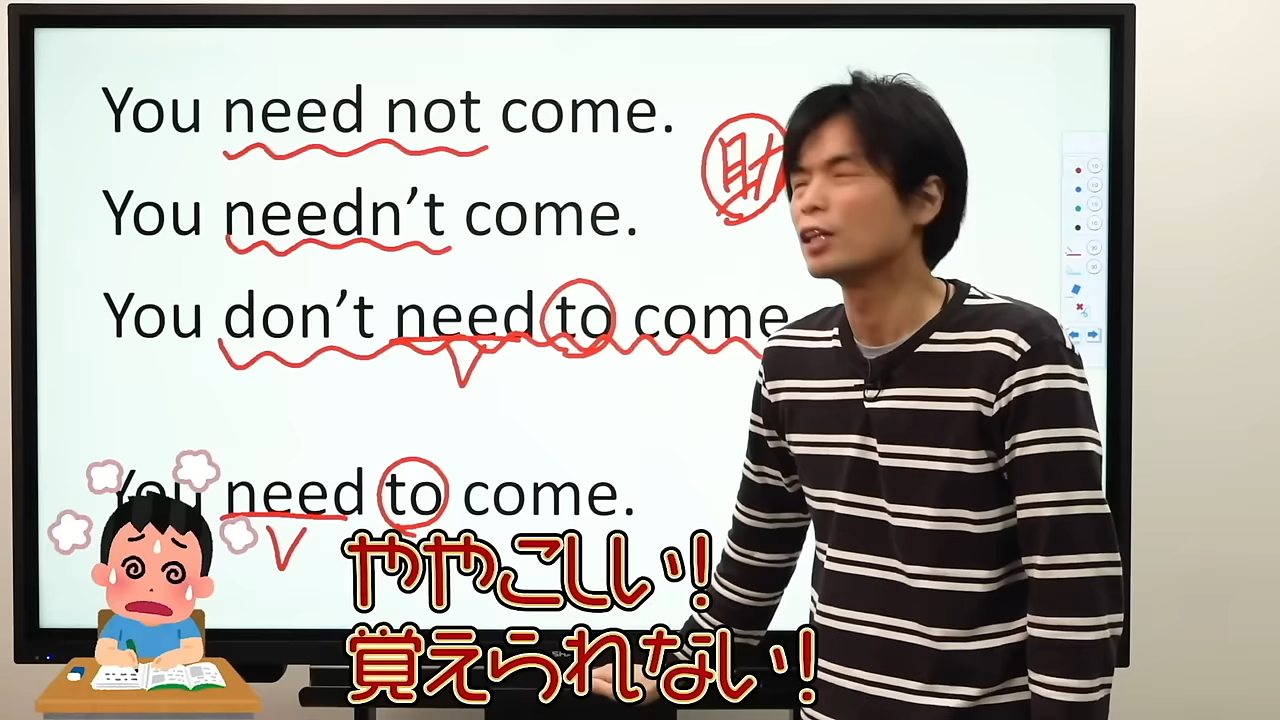 You need not come.
財
You needn't come.
You don't need to come
V
You need to come.
V
ややこしい!
覚えられない!